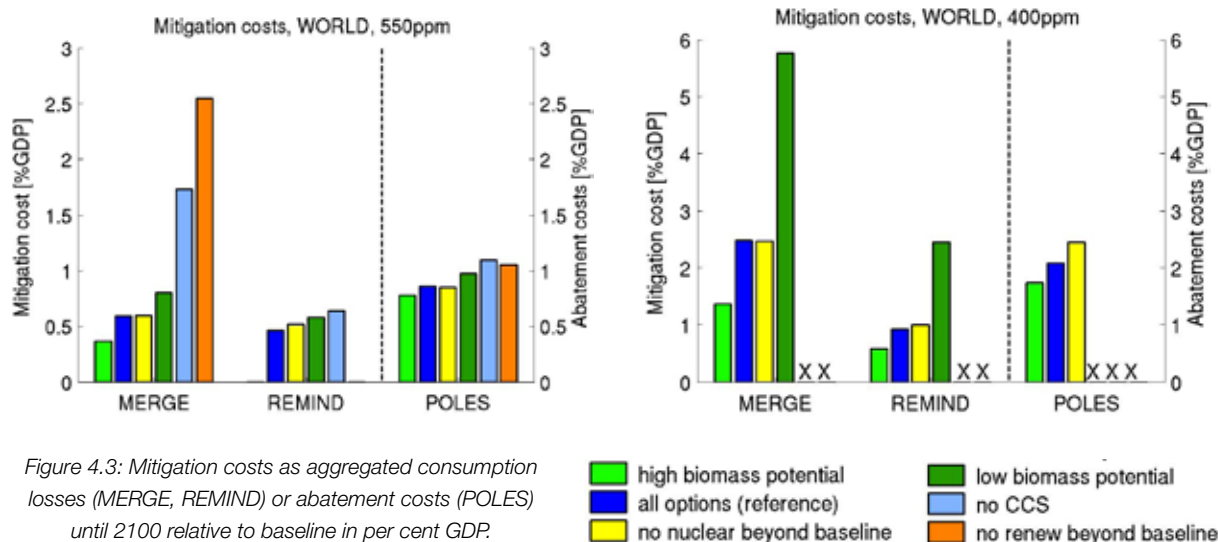 Mitigation costs, WORLD, 550ppm
3
2.5
2
1.5
1
0.5
0
Mitigation cost [%GDP]
MERGE REMIND POLES
3
2.5
2
1.5
1
0.5
0
Abatement costs [%GDP]
Mitigation costs, WORLD, 400ppm
6
5
4
3
2
1
0
Mitigation cost [%GDP]
X X X X X X X
MERGE REMIND POLES
6
5
4
3
2
1
0
Abatement costs [%GDP]
Figure 4.3: Mitigation costs as aggregated consumption
losses (MERGE, REMIND) or abatement costs (POLES)
until 2100 relative to baseline in per cent GDP.
high biomass potential
all options (reference)
no nuclear beyond baseline
low biomass potential
no CCS
no renew beyond baseline